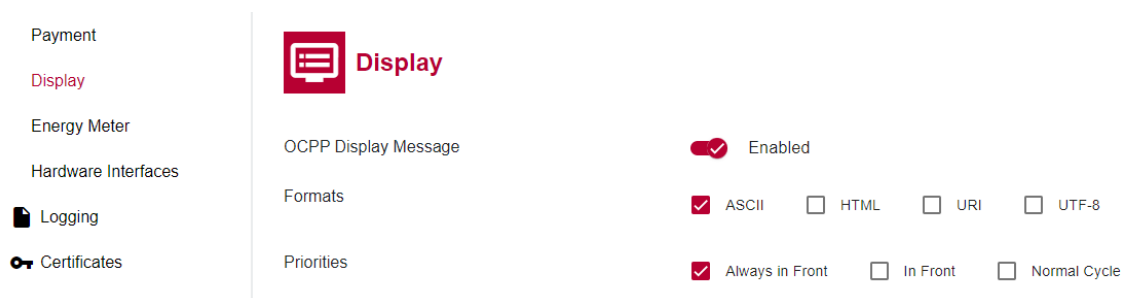 Payment
Display
Energy Meter
Hardware Interfaces
Logging
Certificates
Display
OCPP Display Message
Enabled
Formats
ASCII HTML URI UTF-8
Priorities
Always in Front In Front Normal Cycle